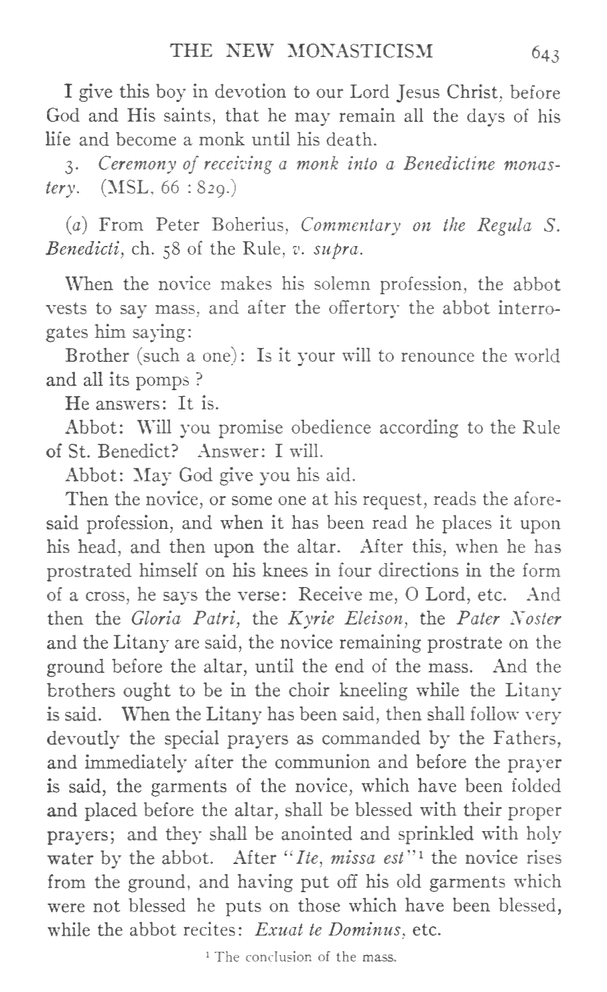 THE NEW MONASTICISM 643
I give this boy in devotion to our Lord Jesus Christ, before
God and His saints, that he may remain all the days of his
life and become a monk until his death.
3. Ceremony of receiving a monk into a Benedictine monas-
tery. (MSL, 66 : 829.)
(a) From Peter Boherius, Commentary on the Regula S.
Benedicti, ch. 58 of the Rule, v. supra.
When the novice makes his solemn profession, the abbot
vests to say mass, and after the offertory the abbot interro-
gates him saying:
Brother (such a one): Is it your will to renounce the world
and all its pomps ?
He answers: It is.
Abbot: Will you promise obedience according to the Rule
of St. Benedict? Answer: I will.
Abbot: May God give you his aid.
Then the novice, or some one at his request, reads the afore-
said profession, and when it has been read he places it upon
his head, and then upon the altar. After this, when he has
prostrated himself on his knees in four directions in the form
of a cross, he says the verse: Receive me, O Lord, etc. And
then the Gloria Patri, the Kyrie Eleison, the Pater Noster
and the Litany are said, the novice remaining prostrate on the
ground before the altar, until the end of the mass. And the
brothers ought to be in the choir kneeling while the Litany
is said. When the Litany has been said, then shall follow very
devoutly the special prayers as commanded by the Fathers,
and immediately after the communion and before the prayer
is said, the garments of the novice, which have been folded
and placed before the altar, shall be blessed with their proper
prayers; and they shall be anointed and sprinkled with holy
water by the abbot. After "Ite, missa est"¹ the novice rises
from the ground, and having put off his old garments which
were not blessed he puts on those which have been blessed,
while the abbot recites: Exuat te Dominus, etc.
¹ The conclusion of the mass.